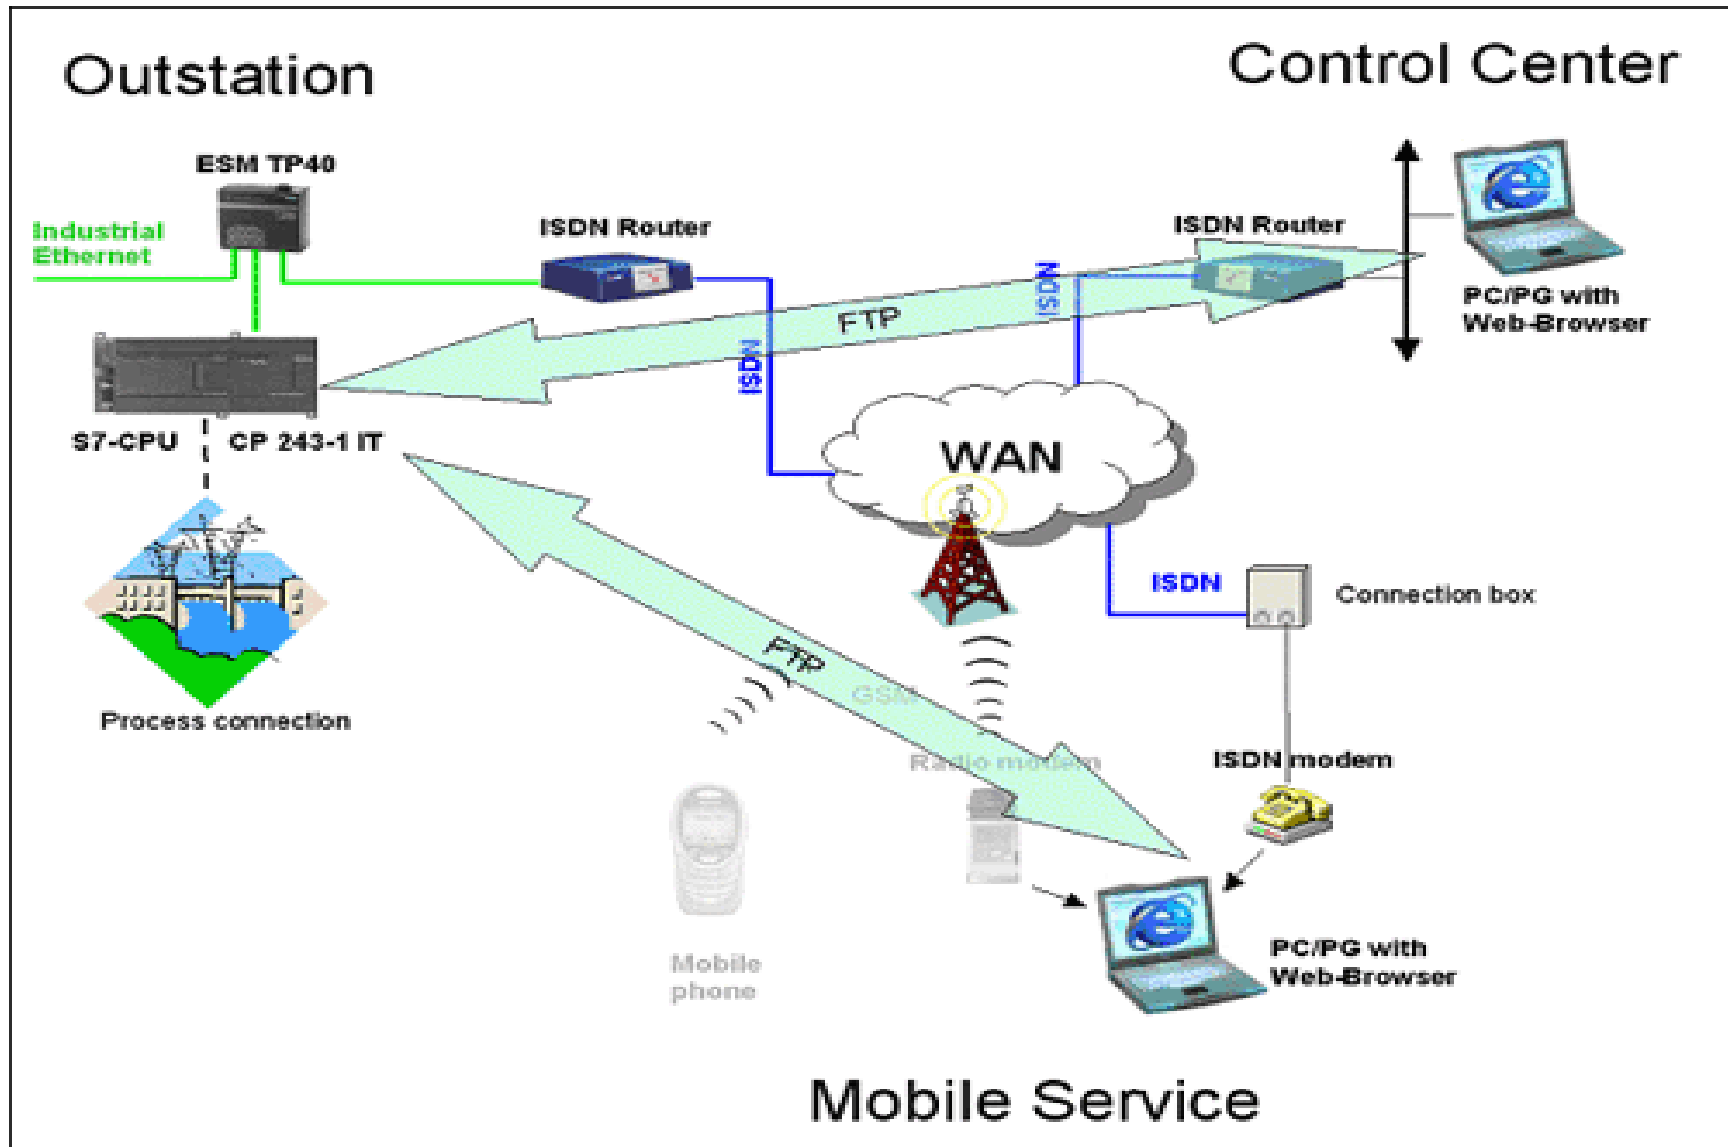 Outstation
Control Center
ESM TP40
Industrial
Ethernet
ISDN Router
ISDN Router
ISDN
PC/PG with
Web-Browser
FTP
ISDN
S7-CPU
CP 243-1 IT
WAN
ISDN
Connection box
FTP
GSM
Process connection
Radio modem
ISDN modem
Mobile
phone
PC/PG with
Web-Browser
Mobile Service